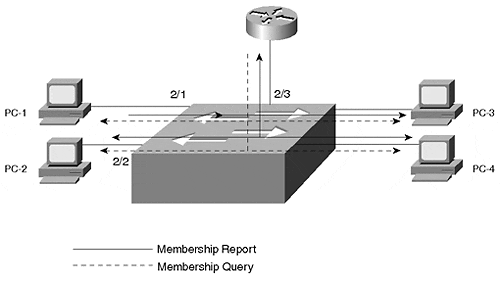 2/1
2/3
PC-1
PC-3
PC-2
2/2
PC-4
Membership Report
Membership Query